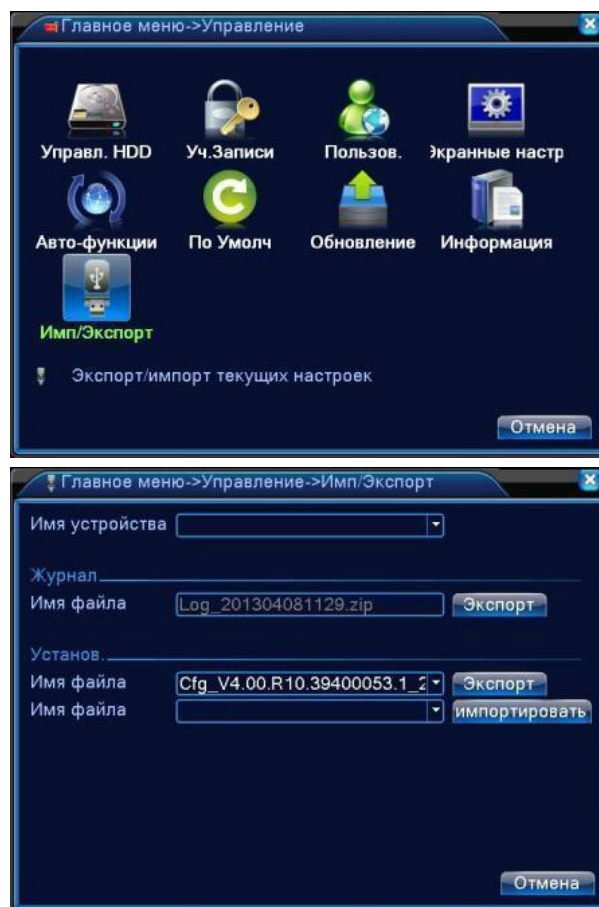 Главное меню->Управление
Управл. HDD Уч.Записи Пользов. Экранные настр
Авто-функции По Умолч Обновление Информация
Имп/Экспорт
Экспорт/импорт текущих настроек
Отмена
Главное меню->Управление->Имп/Экспорт
Имя устройства
Журнал
Имя файла Log_201304081129.zip Экспорт
Установ.
Имя файла Cfg_V4.00.R10.39400053.1_2 Экспорт
Имя файла импортировать
Отмена